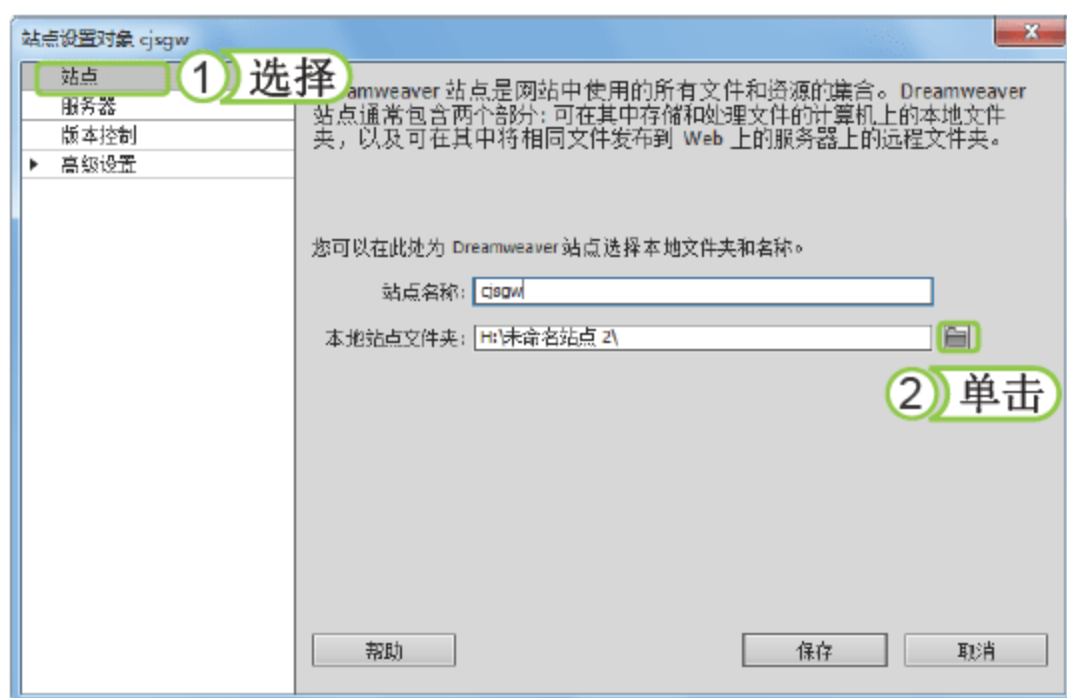 站点设置对象 cjsgw
站点
① 选择
服务器
版本控制
高级设置
amweaver 站点是网站中使用的所有文件和资源的集合。Dreamweaver
站点通常包含两个部分：可在其中存储和处理文件的计算机上的本地文件
夹，以及可在其中将相同文件发布到 Web 上的服务器上的远程文件夹。
您可以在此处为 Dreamweaver 站点选择本地文件夹和名称。
站点名称： cjsgw
本地站点文件夹： H:\未命名站点 2\
② 单击
帮助
保存
取消